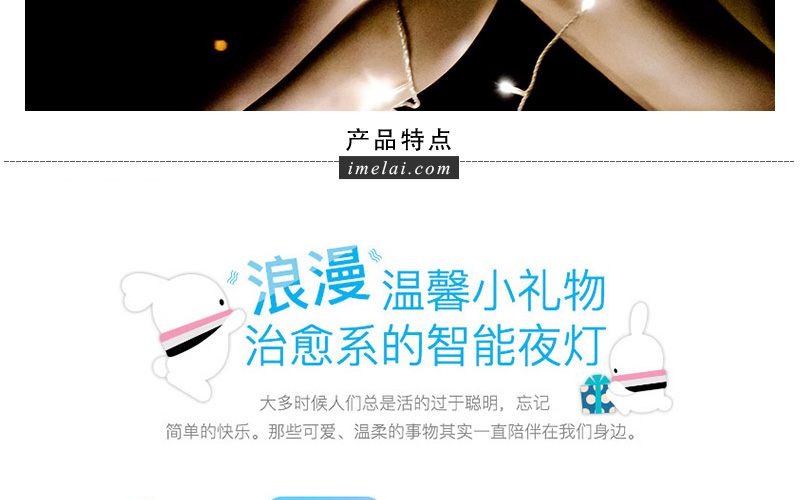 产品特点
imelai.com
浪漫温馨小礼物
治愈系的智能夜灯
大多时候人们总是活的过于聪明，忘记
简单的快乐。那些可爱、温柔的事物其实一直陪伴在我们身边。